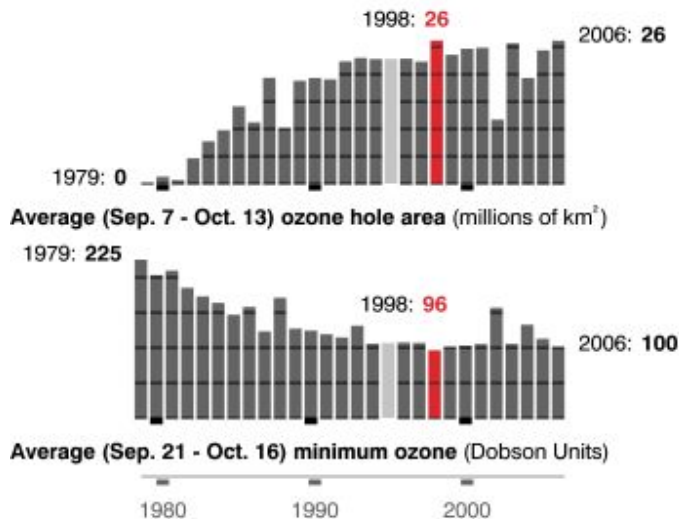 1998: 26
2006: 26
1979: 0
Average (Sep. 7 - Oct. 13) ozone hole area (millions of km²)
1979: 225
1998: 96
2006: 100
Average (Sep. 21 - Oct. 16) minimum ozone (Dobson Units)
1980 1990 2000